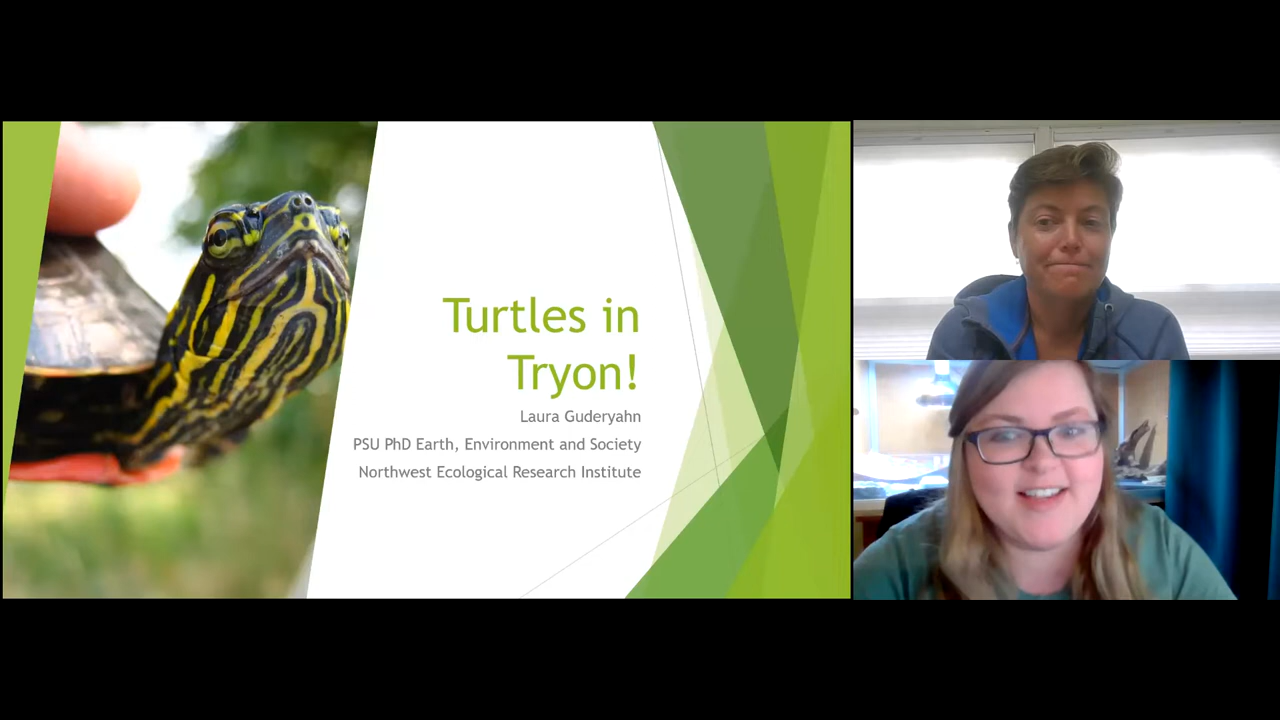 Turtles in
Tryon!
Laura Guderyahn
PSU PhD Earth, Environment and Society
Northwest Ecological Research Institute